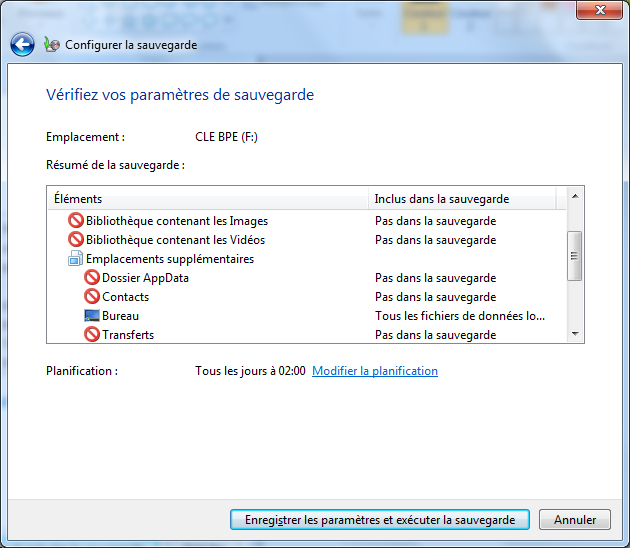 Configurer la sauvegarde
Vérifiez vos paramètres de sauvegarde
Emplacement : CLE BPE (F:)
Résumé de la sauvegarde :
Éléments Inclus dans la sauvegarde
Bibliothèque contenant les Images Pas dans la sauvegarde
Bibliothèque contenant les Vidéos Pas dans la sauvegarde
Emplacements supplémentaires
Dossier AppData Pas dans la sauvegarde
Contacts Pas dans la sauvegarde
Bureau Tous les fichiers de données lo...
Transferts Pas dans la sauvegarde
Planification : Tous les jours à 02:00 Modifier la planification
Enregistrer les paramètres et exécuter la sauvegarde Annuler